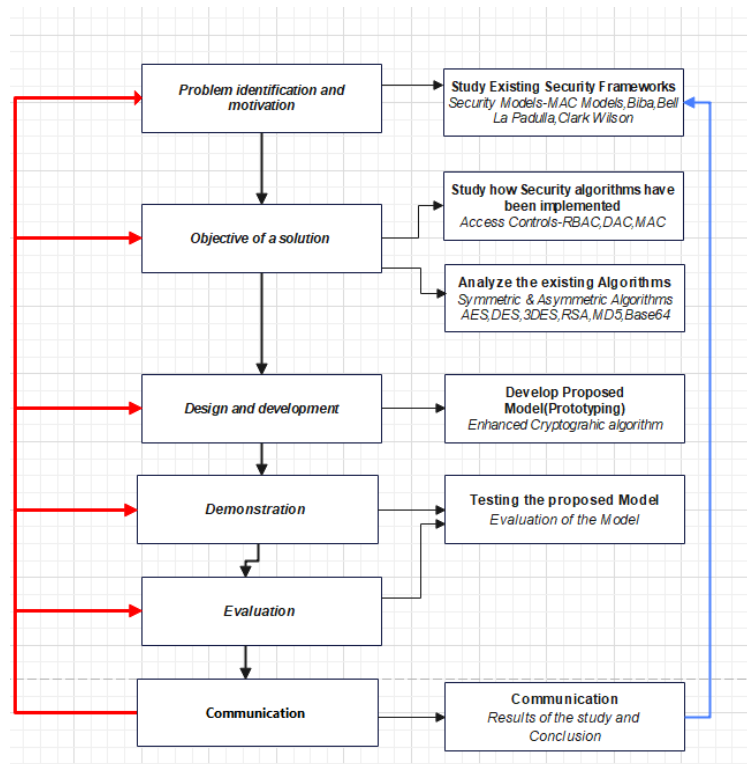 Problem identification and
motivation
Study Existing Security Frameworks
Security Models-MAC Models,Biba,Bell
La Padulla,Clark Wilson
Objective of a solution
Study how Security algorithms have
been implemented
Access Controls-RBAC,DAC,MAC
Analyze the existing Algorithms
Symmetric & Asymmetric Algorithms
AES,DES,3DES,RSA,MD5,Base64
Design and development
Develop Proposed
Model(Prototyping)
Enhanced Cryptograhic algorithm
Demonstration
Testing the proposed Model
Evaluation of the Model
Evaluation
Communication
Communication
Results of the study and
Conclusion